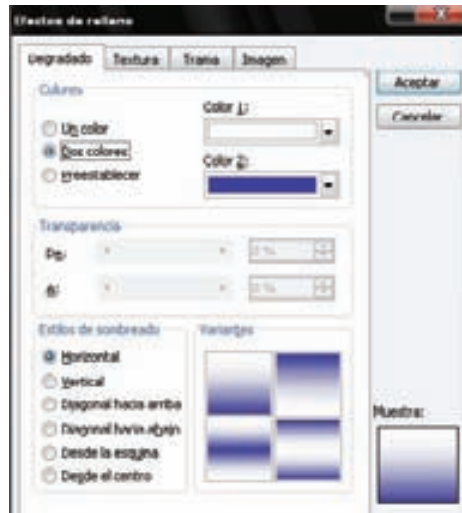 Efectos de relleno
Degradado Textura Trama Imagen
Aceptar
Cancelar
Colores
Color 1:
Un color
Dos colores
Color 2:
Preestablecer
Transparencia
De: 0 %
A: 0 %
Estilos de sombreado Variantes
Horizontal
Vertical
Diagonal hacia arriba
Diagonal hacia abajo
Desde la esquina
Desde el centro
Muestra: